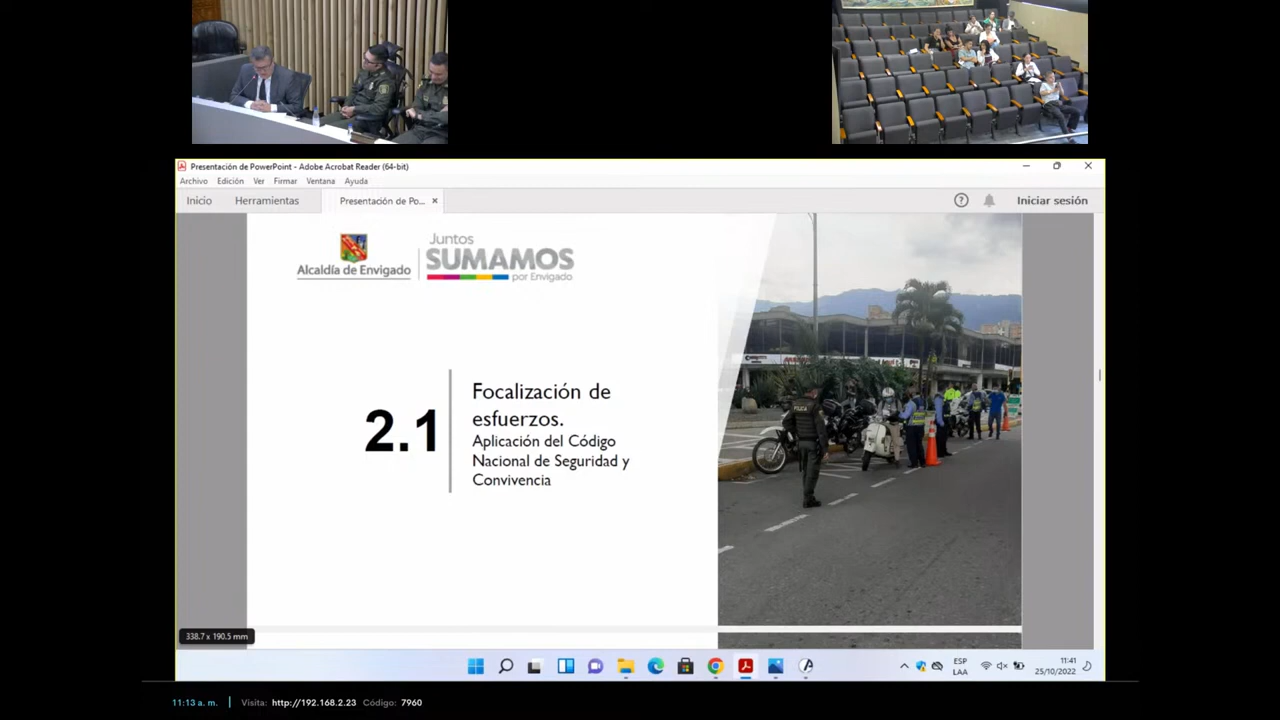 Presentación de PowerPoint - Adobe Acrobat Reader (64-bit)
Archivo Edición Ver Firmar Ventana Ayuda
Inicio Herramientas Presentación de Po... × ? Iniciar sesión
Alcaldía de Envigado
Juntos
SUMAMOS
por Envigado
2.1
Focalización de
esfuerzos.
Aplicación del Código
Nacional de Seguridad y
Convivencia
338.7 x 190.5 mm
ESP
LAA
11:41
25/10/2022
11:13 a. m. | Visita: http://192.168.2.23 Código: 7960